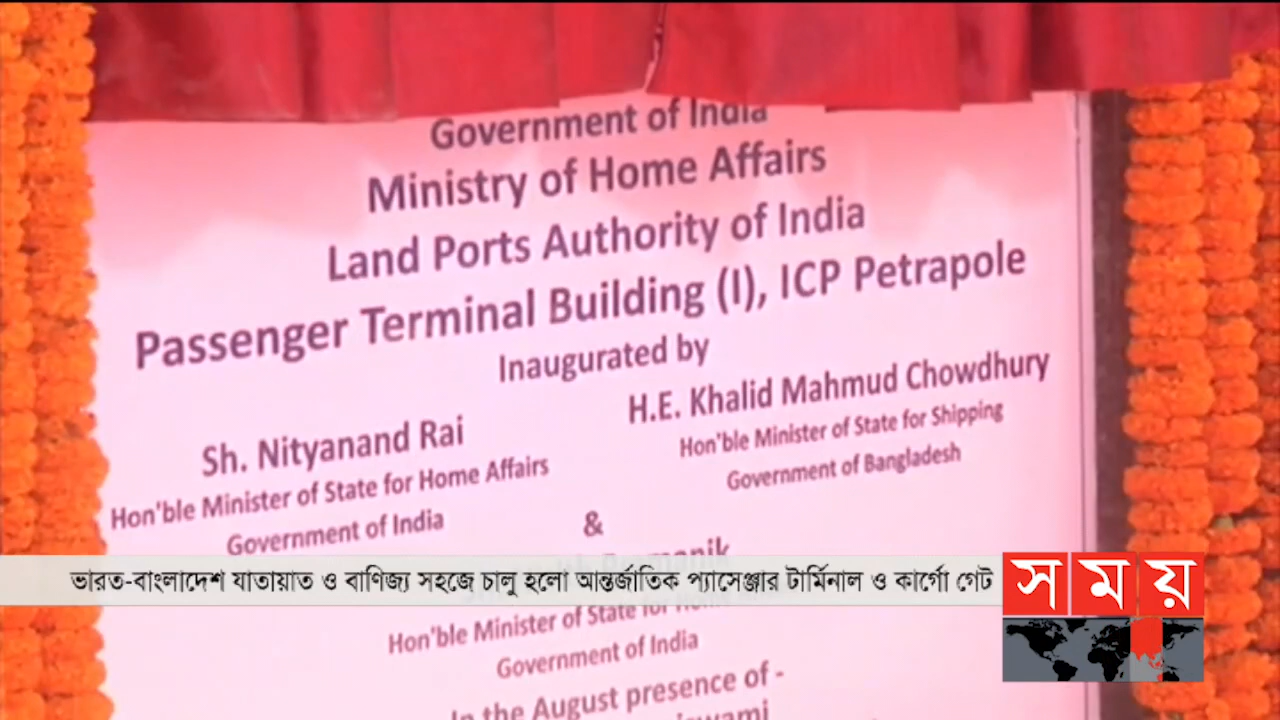 Government of India
Ministry of Home Affairs
Land Ports Authority of India
Passenger Terminal Building (I), ICP Petrapole
Inaugurated by
Sh. Nityanand Rai
Hon'ble Minister of State for Home Affairs
Government of India
H.E. Khalid Mahmud Chowdhury
Hon'ble Minister of State for Shipping
Government of Bangladesh
&
ভারত-বাংলাদেশ যাতায়াত ও বাণিজ্য সহজে চালু হলো আন্তর্জাতিক প্যাসেঞ্জার টার্মিনাল ও কার্গো গেট
সময়
Hon'ble Minister of State for Home
Government of India
In the August presence of -